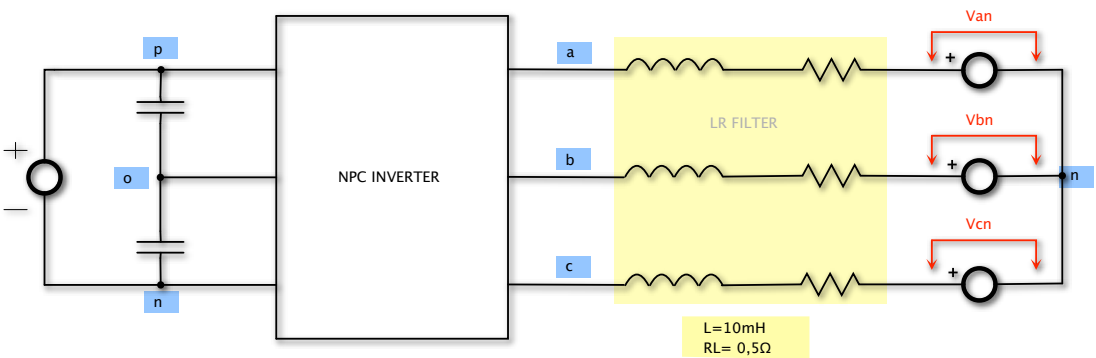 Van
p
a
+
+
LR FILTER
Vbn
b
+
o
NPC INVERTER
n
—
Vcn
c
+
n
L=10mH
RL= 0,5Ω